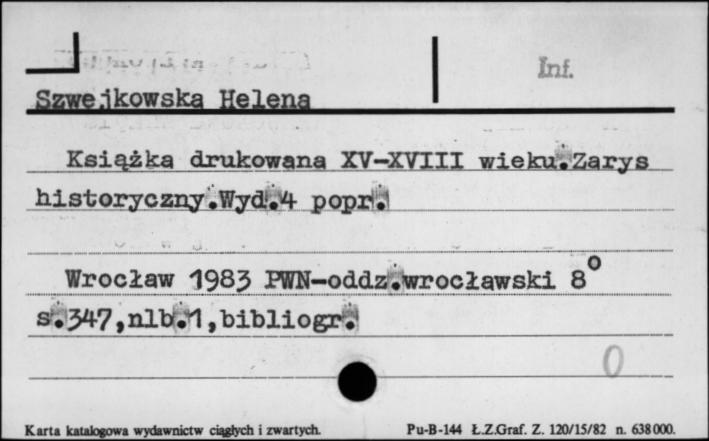 Inf.
Szwejkowska Helena
Książka drukowana XV-XVIII wieku.Zarys
historyczny.Wyd.4 popr.
Wrocław 1983 PWN-oddz.wrocławski 8°
s.347,nlb.1,bibliogr.
0
Karta katalogowa wydawnictw ciągłych i zwartych. Pu-B-144 Ł.Z.Graf. Z. 120/15/82 n. 638000.